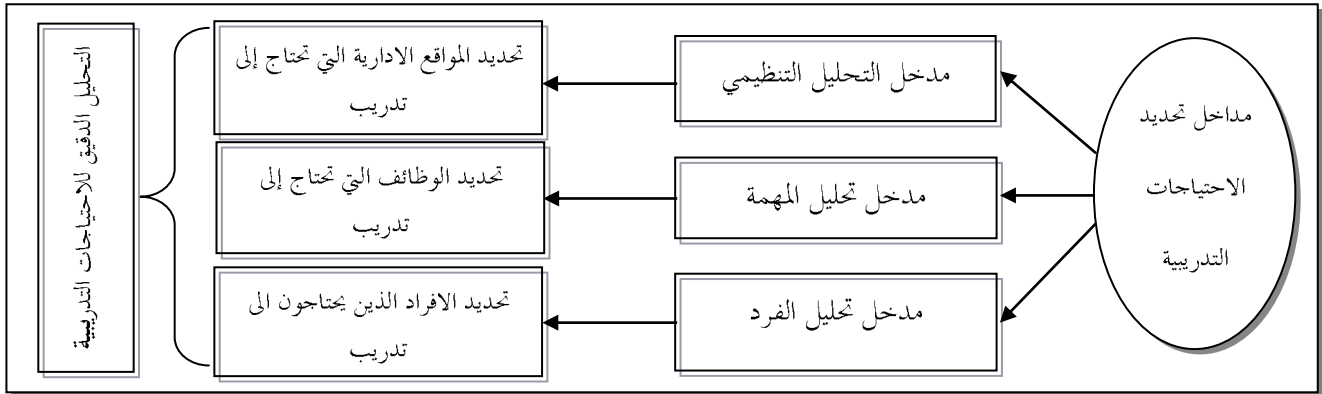 مداخل تحديد
الاحتياجات
التدريبية
مدخل التحليل التنظيمي
تحديد المواقع الادارية التي تحتاج إلى
تدريب
مدخل تحليل المهمة
تحديد الوظائف التي تحتاج إلى
تدريب
مدخل تحليل الفرد
تحديد الافراد الذين يحتاجون الى
تدريب
التحليل الدقيق للاحتياجات التدريبية